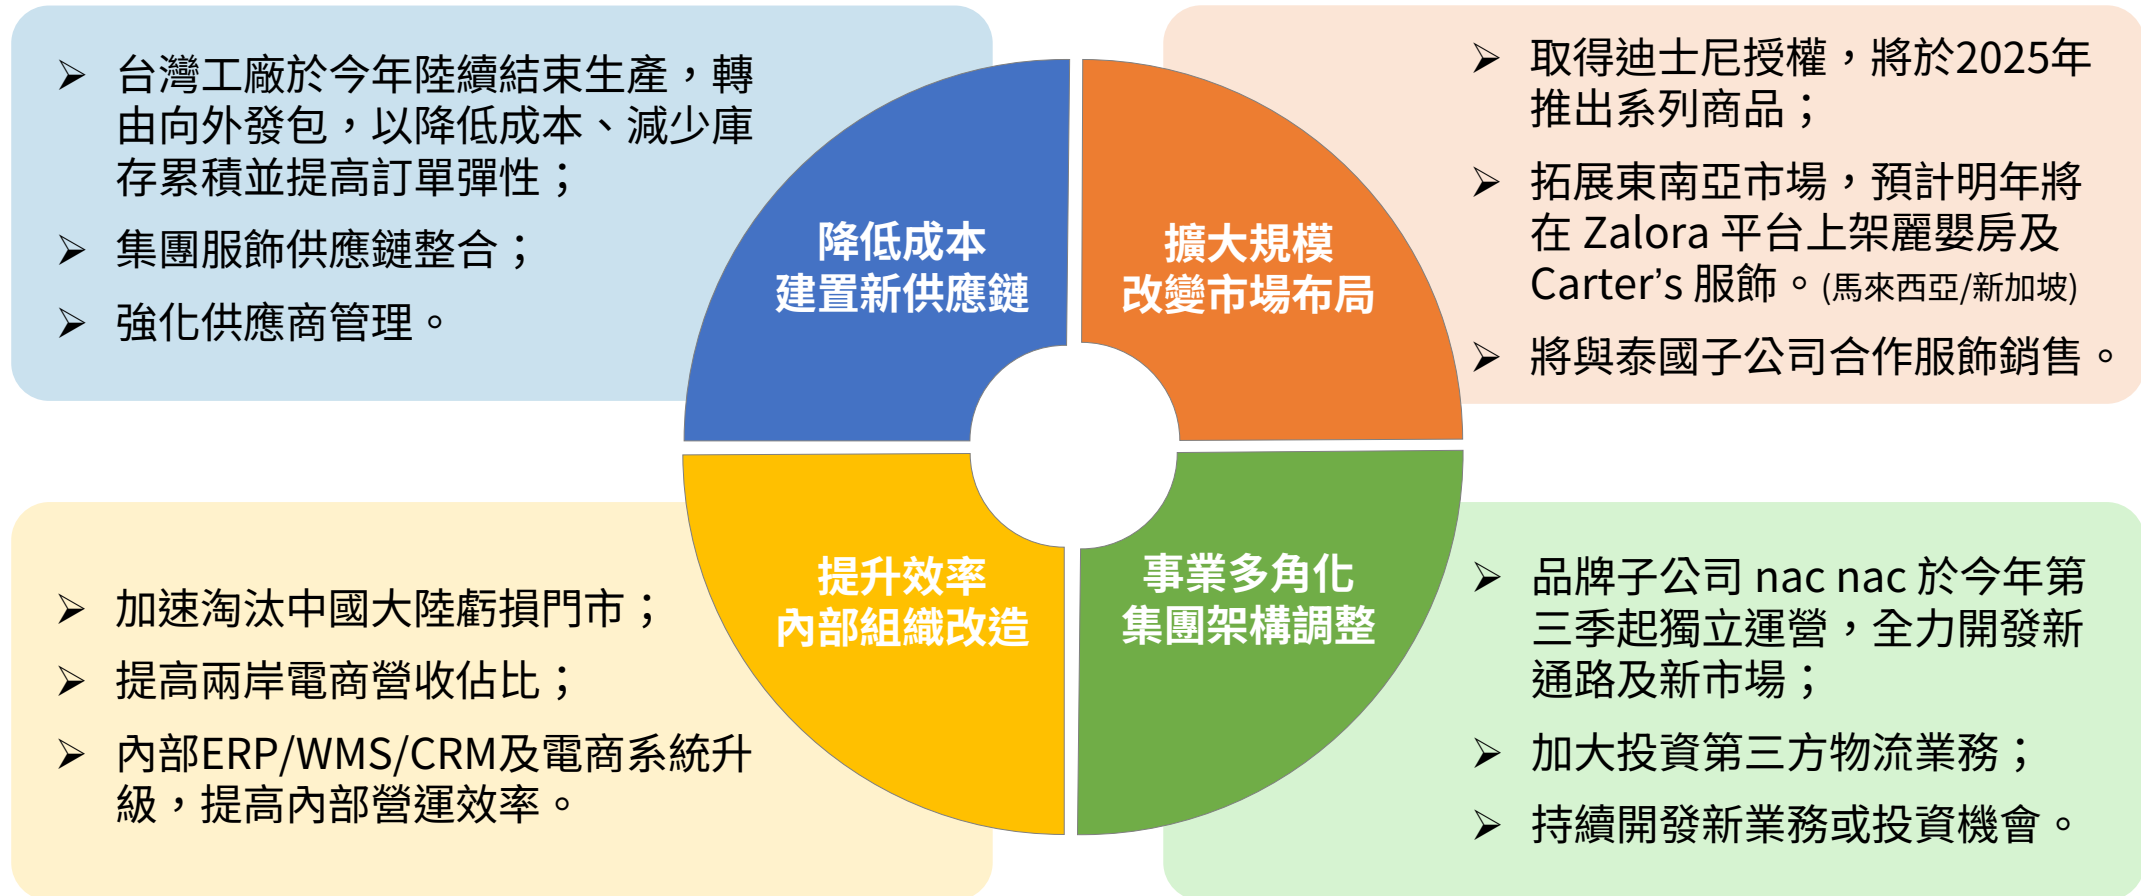 ➢ 台灣工廠於今年陸續結束生產，轉
由向外發包，以降低成本、減少庫
存累積並提高訂單彈性；
➢ 集團服飾供應鏈整合；
➢ 強化供應商管理。
降低成本
建置新供應鏈
擴大規模
改變市場布局
➢ 取得迪士尼授權，將於2025年
推出系列商品；
➢ 拓展東南亞市場，預計明年將
在 Zalora 平台上架麗嬰房及
Carter's 服飾。(馬來西亞/新加坡)
➢ 將與泰國子公司合作服飾銷售。
➢ 加速淘汰中國大陸虧損門市；
➢ 提高兩岸電商營收佔比；
➢ 內部ERP/WMS/CRM及電商系統升
級，提高內部營運效率。
提升效率
內部組織改造
事業多角化
集團架構調整
➢ 品牌子公司 nac nac 於今年第
三季起獨立運營，全力開發新
通路及新市場；
➢ 加大投資第三方物流業務；
➢ 持續開發新業務或投資機會。